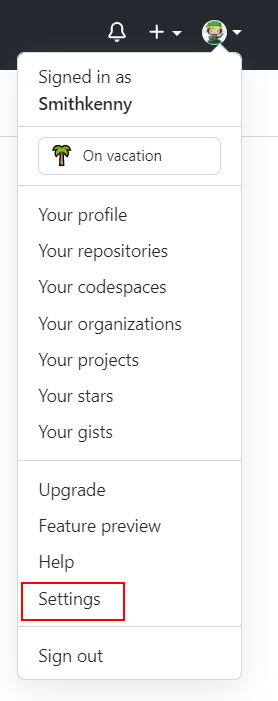 Signed in as
Smithkenny
On vacation
Your profile
Your repositories
Your codespaces
Your organizations
Your projects
Your stars
Your gists
Upgrade
Feature preview
Help
Settings
Sign out